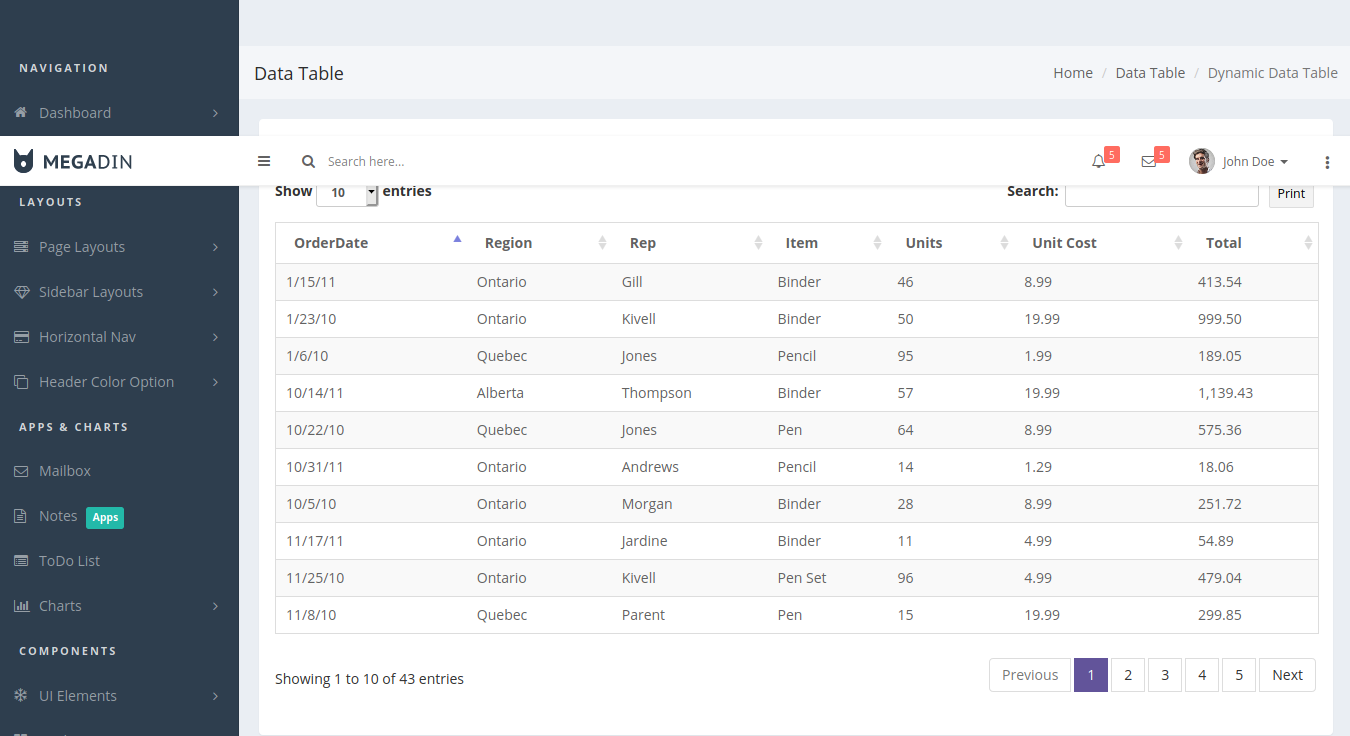 NAVIGATION
Data Table
Home / Data Table / Dynamic Data Table
Dashboard
MEGADIN
Search here...
5
5
John Doe
LAYOUTS
Show 10 entries
Search:
Print
Page Layouts
Sidebar Layouts
Horizontal Nav
Header Color Option
APPS & CHARTS
Mailbox
Notes Apps
ToDo List
Charts
COMPONENTS
UI Elements
OrderDate Region Rep Item Units Unit Cost Total
1/15/11 Ontario Gill Binder 46 8.99 413.54
1/23/10 Ontario Kivell Binder 50 19.99 999.50
1/6/10 Quebec Jones Pencil 95 1.99 189.05
10/14/11 Alberta Thompson Binder 57 19.99 1,139.43
10/22/10 Quebec Jones Pen 64 8.99 575.36
10/31/11 Ontario Andrews Pencil 14 1.29 18.06
10/5/10 Ontario Morgan Binder 28 8.99 251.72
11/17/11 Ontario Jardine Binder 11 4.99 54.89
11/25/10 Ontario Kivell Pen Set 96 4.99 479.04
11/8/10 Quebec Parent Pen 15 19.99 299.85
Showing 1 to 10 of 43 entries
Previous 1 2 3 4 5 Next